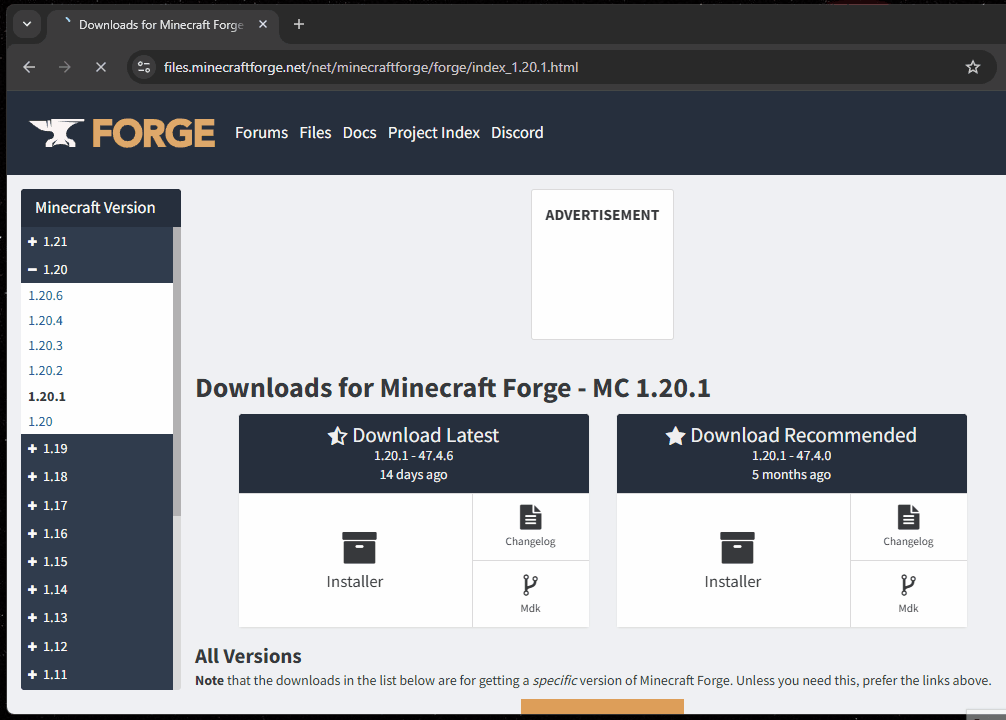 Downloads for Minecraft Forge
files.minecraftforge.net/net/minecraftforge/forge/index_1.20.1.html
FORGE Forums Files Docs Project Index Discord
Minecraft Version
1.21
1.20
1.20.6
1.20.4
1.20.3
1.20.2
1.20.1
1.20
1.19
1.18
1.17
1.16
1.15
1.14
1.13
1.12
1.11
ADVERTISEMENT
Downloads for Minecraft Forge - MC 1.20.1
Download Latest
1.20.1 - 47.4.6
14 days ago
Installer
Changelog
Mdk
Download Recommended
1.20.1 - 47.4.0
5 months ago
Installer
Changelog
Mdk
All Versions
Note that the downloads in the list below are for getting a specific version of Minecraft Forge. Unless you need this, prefer the links above.